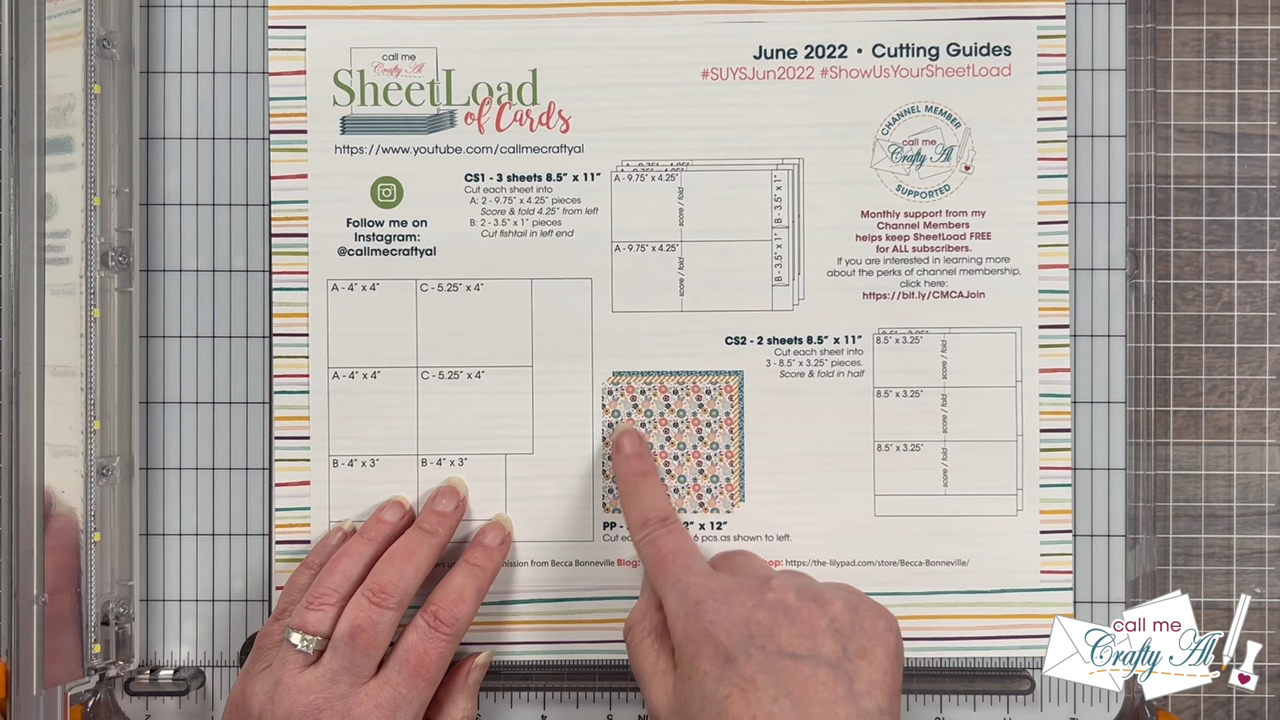 call me
Crafty Al
SheetLoad
of Cards
https://www.youtube.com/callmecraftyal
June 2022 • Cutting Guides
#SUYSJun2022 #ShowUsYourSheetLoad
CHANNEL MEMBER
call me
Crafty Al
SUPPORTED
Follow me on
Instagram:
@callmecraftyal
CS1 - 3 sheets 8.5" x 11"
Cut each sheet into
A: 2 - 9.75" x 4.25" pieces
Score & fold 4.25" from left
B: 2 - 3.5" x 1" pieces
Cut fishtail in left end
A - 9.75" x 4.25"
score / fold
B - 3.5" x 1"
A - 9.75" x 4.25"
score / fold
B - 3.5" x 1"
Monthly support from my
Channel Members
helps keep SheetLoad FREE
for ALL subscribers.
If you are interested in learning more
about the perks of channel membership,
click here:
https://bit.ly/CMCAJoin
A - 4" x 4"
C - 5.25" x 4"
A - 4" x 4"
C - 5.25" x 4"
B - 4" x 3"
B - 4" x 3"
CS2 - 2 sheets 8.5" x 11"
Cut each sheet into
3 - 8.5" x 3.25" pieces.
Score & fold in half
8.5" x 3.25"
score / fold
8.5" x 3.25"
score / fold
8.5" x 3.25"
score / fold
PP - x 12"
Cut 6 pcs as shown to left.
from Becca Bonneville Blog: https://the-lilypad.com/store/Becca-Bonneville/
call me
Crafty Al